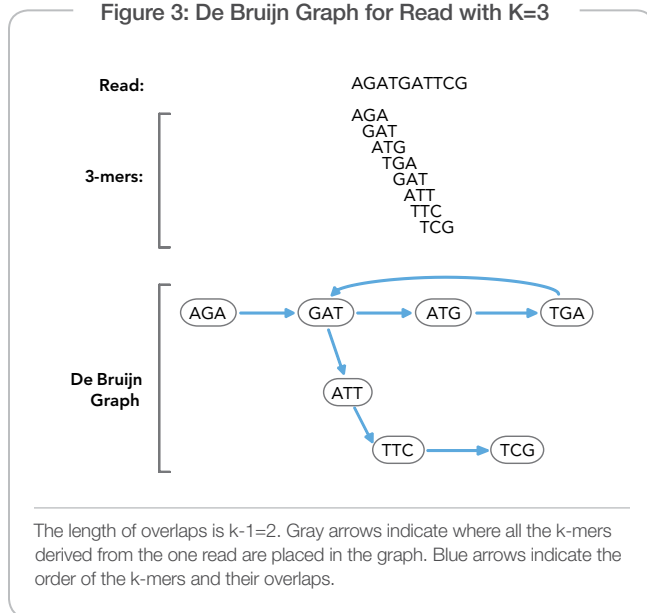 Figure 3: De Bruijn Graph for Read with K=3
Read: AGATGATTCG
AGA
GAT
ATG
3-mers: TGA
GAT
ATT
TTC
TCG
AGA GAT ATG TGA
De Bruijn
Graph
ATT
TTC TCG
The length of overlaps is k-1=2. Gray arrows indicate where all the k-mers
derived from the one read are placed in the graph. Blue arrows indicate the
order of the k-mers and their overlaps.